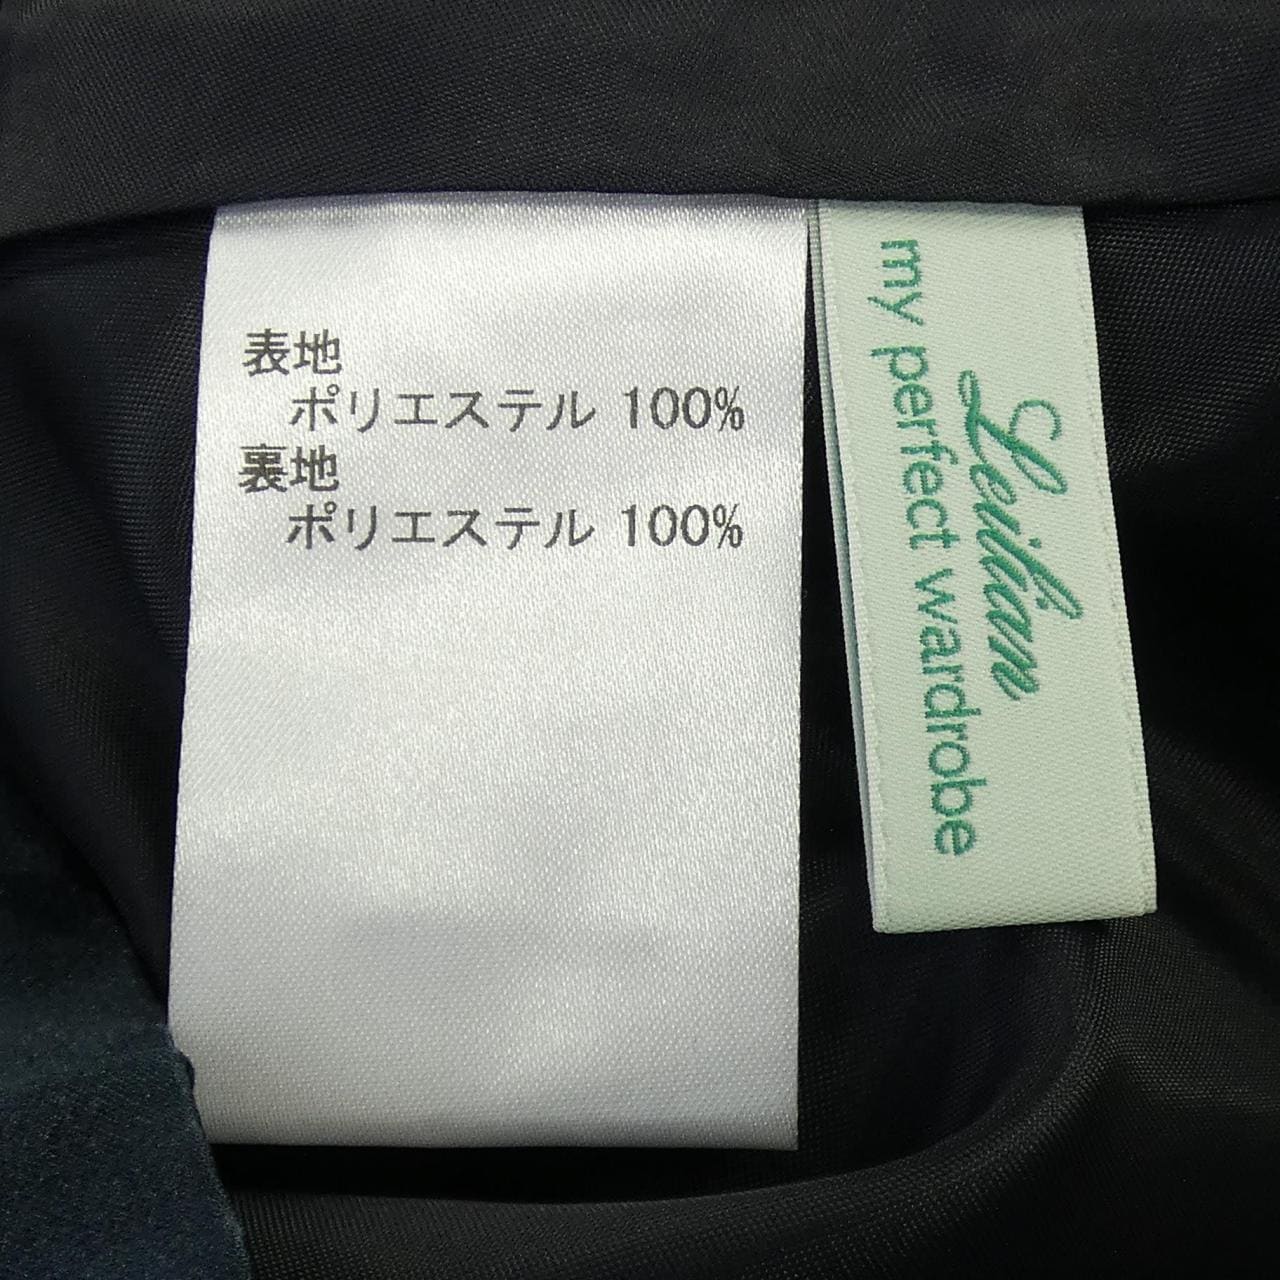 表地
ポリエステル 100%
裏地
ポリエステル 100%
Leilian
my perfect wardrobe